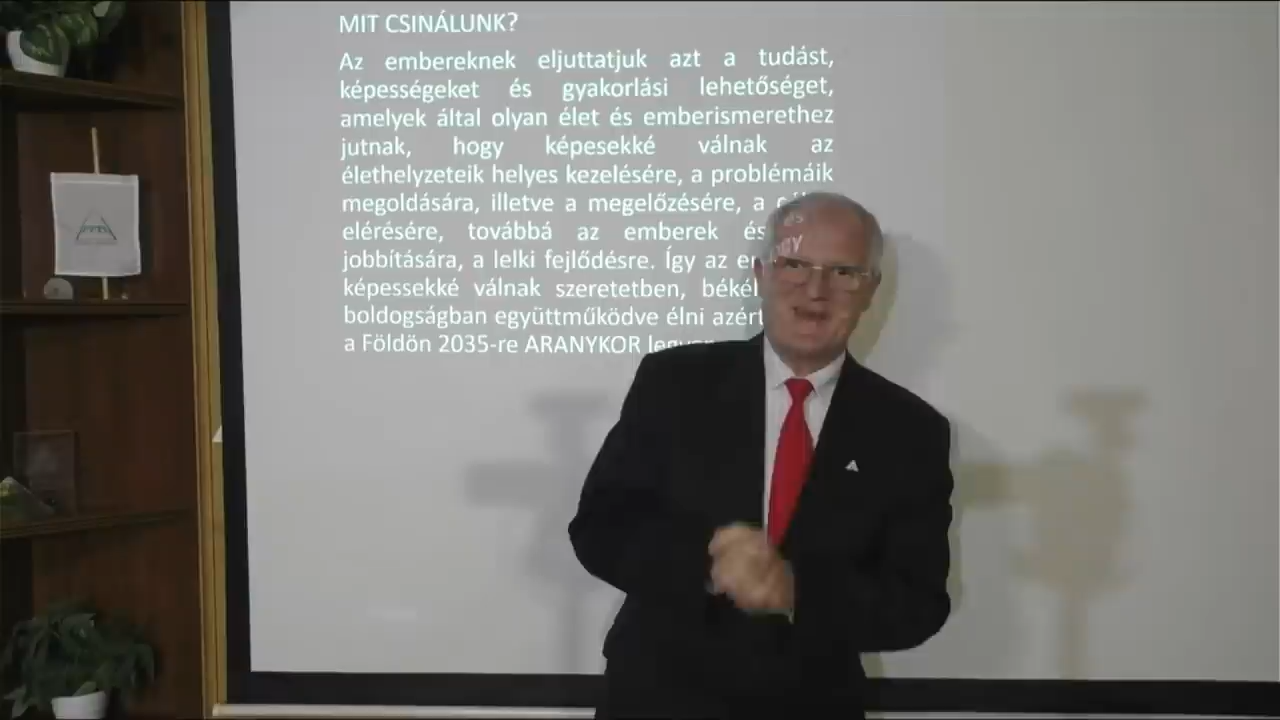 MIT CSINÁLUNK?
Az embereknek eljuttatjuk azt a tudást,
képességeket és gyakorlási lehetőséget,
amelyek által olyan élet és emberismerethez
jutnak, hogy képesekké válnak az
élethelyzeteik helyes kezelésére, a problémáik
megoldására, illetve a megelőzésére, a
elérésére, továbbá az emberek és
jobbítására, a lelki fejlődésre. Így az
képessekké válnak szeretetben,
boldogságban együttműködve élni azért
a Földön 2035-re ARANYKOR